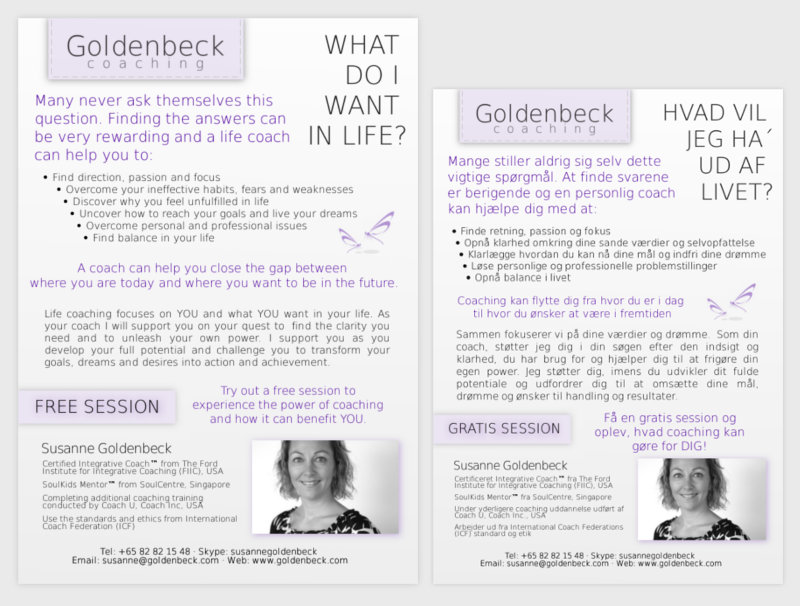 Goldenbeck
coaching
WHAT
DO I
WANT
IN LIFE?
Many never ask themselves this
question. Finding the answers can
be very rewarding and a life coach
can help you to:
• Find direction, passion and focus
• Overcome your ineffective habits, fears and weaknesses
• Discover why you feel unfulfilled in life
• Uncover how to reach your goals and live your dreams
• Overcome personal and professional issues
• Find balance in your life
A coach can help you close the gap between
where you are today and where you want to be in the future.
Life coaching focuses on YOU and what YOU want in your life. As
your coach I will support you on your quest to find the clarity you
need and to unleash your own power. I support you as you
develop your full potential and challenge you to transform your
goals, dreams and desires into action and achievement.
FREE SESSION
Try out a free session to
experience the power of coaching
and how it can benefit YOU.
Susanne Goldenbeck
Certified Integrative Coach™ from The Ford
Institute for Integrative Coaching (FIIC), USA
SoulKids Mentor™ from SoulCentre, Singapore
Completing additional coaching training
conducted by Coach U, Coach Inc, USA
Use the standards and ethics from International
Coach Federation (ICF)
Tel: +65 82 82 15 48 · Skype: susannegoldenbeck
Email: susanne@goldenbeck.com · Web: www.goldenbeck.com
Goldenbeck
coaching
HVAD VIL
JEG HA´
UD AF
LIVET?
Mange stiller aldrig sig selv dette
vigtige spørgmål. At finde svarene
er berigende og en personlig coach
kan hjælpe dig med at:
• Finde retning, passion og fokus
• Opnå klarhed omkring dine sande værdier og selvopfattelse
• Klarlægge hvordan du kan nå dine mål og indfri dine drømme
• Løse personlige og professionelle problemstillinger
• Opnå balance i livet
Coaching kan flytte dig fra hvor du er i dag
til hvor du ønsker at være i fremtiden
Sammen fokuserer vi på dine værdier og drømme. Som din
coach, støtter jeg dig i din søgen efter den indsigt og
klarhed, du har brug for og hjælper dig til at frigøre din
egen power. Jeg støtter dig, imens du udvikler dit fulde
potentiale og udfordrer dig til at omsætte dine mål,
drømme og ønsker til handling og resultater.
GRATIS SESSION
Få en gratis session og
oplev, hvad coaching kan
gøre for DIG!
Susanne Goldenbeck
Certificeret Integrative Coach™ fra The Ford
Institute for Integrative Coaching (FIIC), USA
SoulKids Mentor™ fra SoulCentre, Singapore
Under yderligere coaching uddannelse udført af
Coach U, Coach Inc., USA
Arbejder ud fra International Coach Federations
(ICF) standard og etik
Tel: +65 82 82 15 48 · Skype: susannegoldenbeck
Email: susanne@goldenbeck.com · Web: www.goldenbeck.com